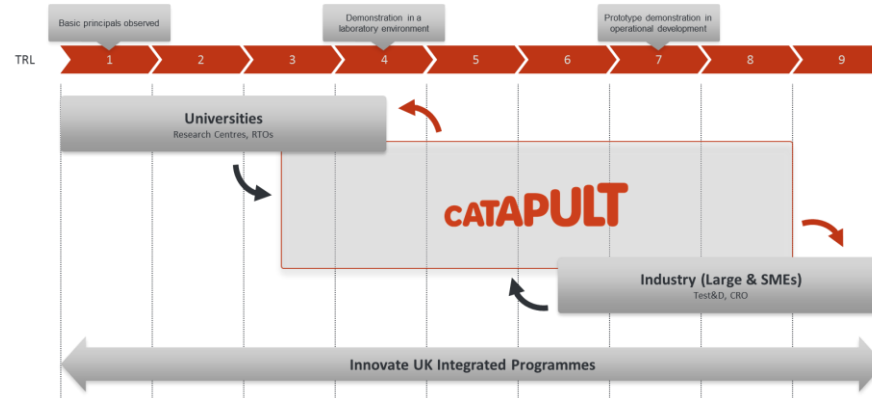 Basic principals observed
Demonstration in a
laboratory environment
Prototype demonstration in
operational development
TRL 1 2 3 4 5 6 7 8 9
Universities
Research Centres, RTOs
CATAPULT
Industry (Large & SMEs)
Test&D, CRO
Innovate UK Integrated Programmes